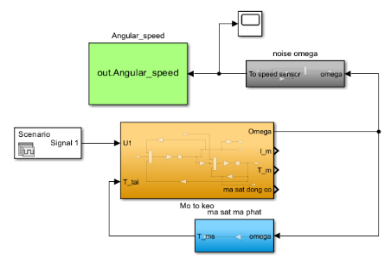 Angular_speed
out.Angular_speed
noise omega
To speed sensor omega
Scenario
Signal 1
U1
T_tai
Omega
I_m
T_m
ma sat dong co
Mo to keo
ma sat ma phat
T_ms
omega